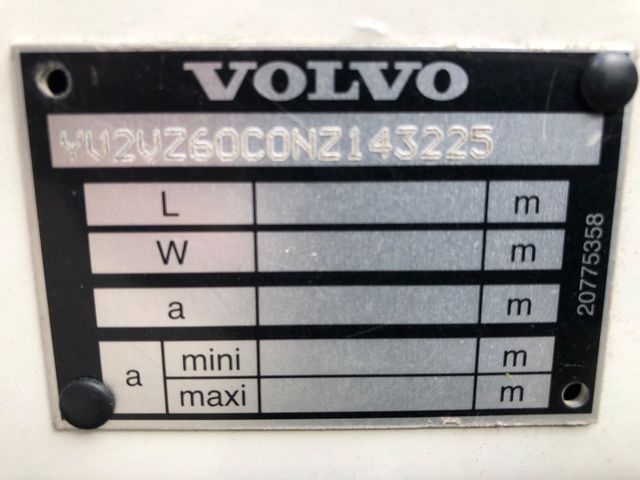 VOLVO
YV2VZ60C0NZ143225
L m
W m
a m
a mini m
maxi m
20775358